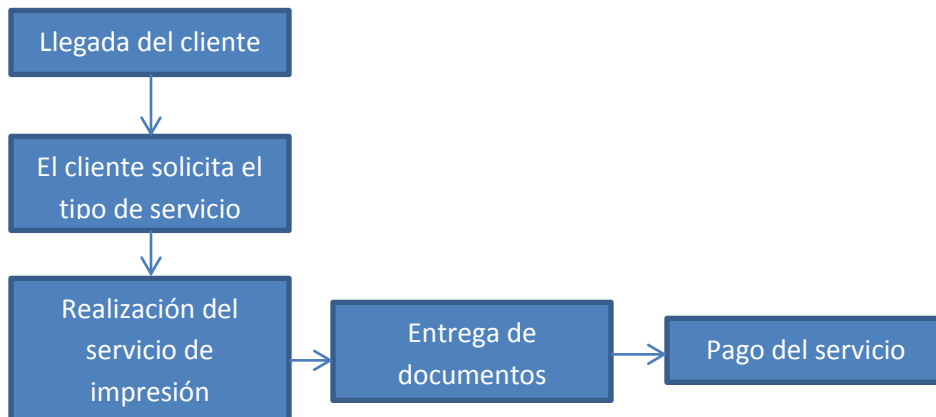 Llegada del cliente
El cliente solicita el
tipo de servicio
Realización del
servicio de
impresión
Entrega de
documentos
Pago del servicio